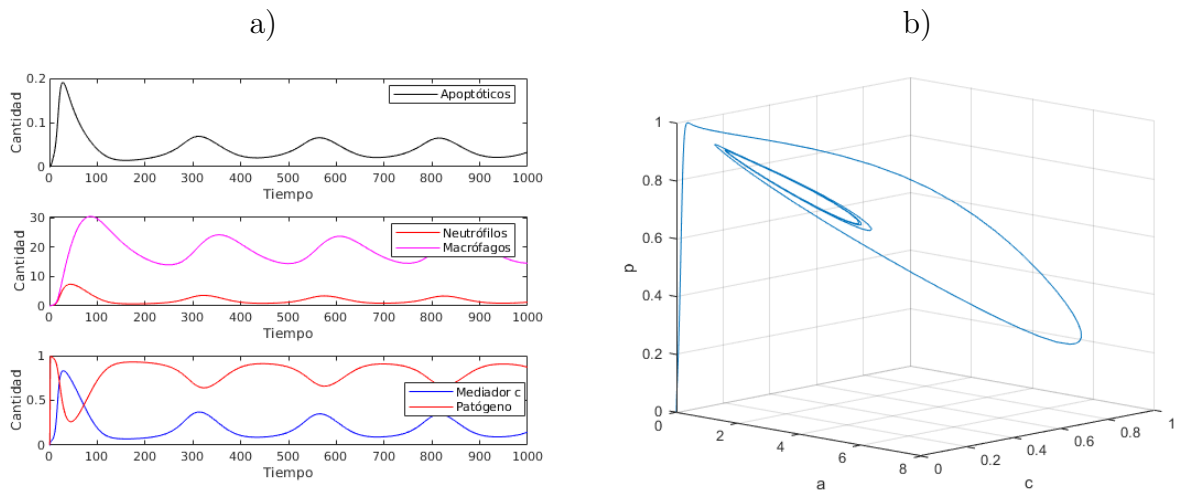 a)
b)
0.2
0.1
0
Cantidad
Apoptóticos
0 100 200 300 400 500 600 700 800 900 1000
Tiempo
30
20
10
0
Cantidad
Neutrófilos
Macrófagos
0 100 200 300 400 500 600 700 800 900 1000
Tiempo
1
0.5
0
Cantidad
Mediador c
Patógeno
0 100 200 300 400 500 600 700 800 900 1000
Tiempo
1
0.8
0.6
0.4
0.2
0
p
0 2 4 6 8
a
0 0.2 0.4 0.6 0.8 1
c